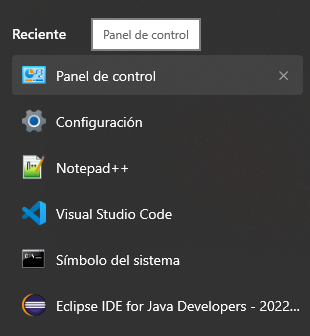 Reciente
Panel de control
Panel de control
Configuración
Notepad++
Visual Studio Code
Símbolo del sistema
Eclipse IDE for Java Developers - 2022...